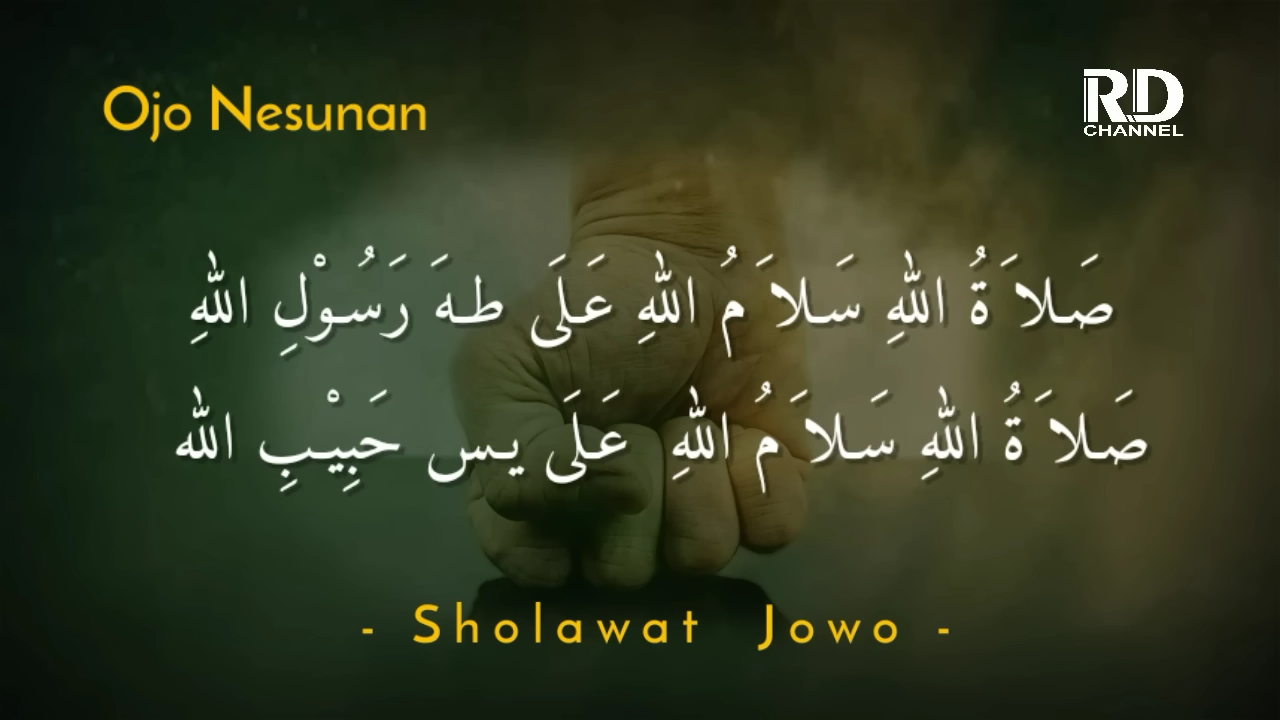 Ojo Nesunan
RD
CHANNEL
صَلاَةُ اللهِ سَلاَمُ اللهِ عَلَى طهَ رَسُوْلِ اللهِ
صَلاَةُ اللهِ سَلاَمُ اللهِ عَلَى يس حَبِيْبِ الله
- Sholawat Jowo -